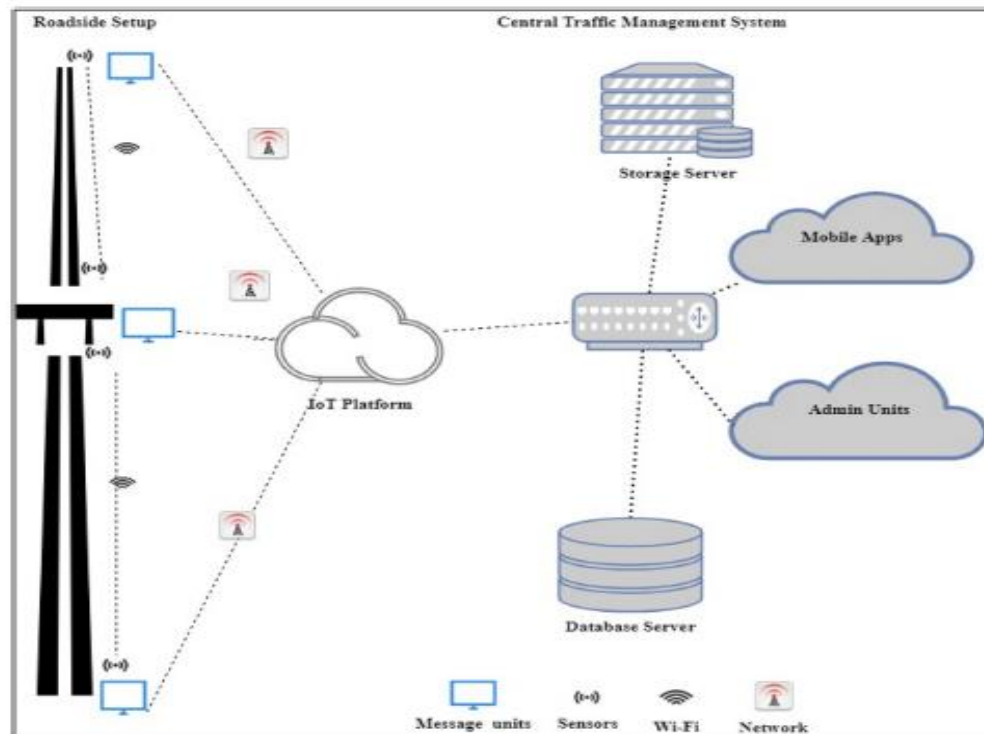 Roadside Setup
Central Traffic Management System
Storage Server
Mobile Apps
IoT Platform
Admin Units
Database Server
Message units
Sensors
Wi-Fi
Network